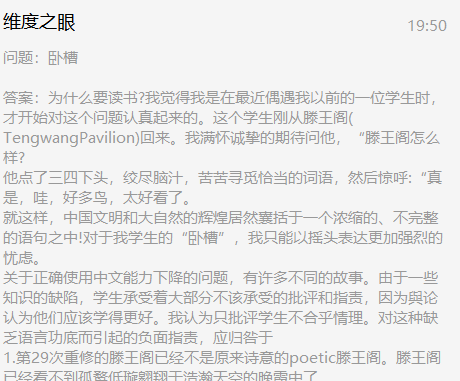 维度之眼
19:50
问题：卧槽
答案：为什么要读书?我觉得我是在最近偶遇我以前的一位学生时，
才开始对这个问题认真起来的。这个学生刚从滕王阁(
TengwangPavilion)回来。我满怀诚挚的期待问他，“滕王阁怎么
样?
他点了三四下头，绞尽脑汁，苦苦寻觅恰当的词语，然后惊呼:“真
是，哇，好多鸟，太好看了。
就这样，中国文明和大自然的辉煌居然囊括于一个浓缩的、不完整
的语句之中!对于我学生的“卧槽”，我只能以摇头表达更加强烈的
忧虑。
关于正确使用中文能力下降的问题，有许多不同的故事。由于一些
知识的缺陷，学生承受着大部分不该承受的批评和指责，因为舆论
认为他们应该学得更好。我认为只批评学生不合乎情理。对这种缺
乏语言功底而引起的负面指责，应归咎于
1.第29次重修的滕王阁已经不是原来诗意的poetic滕王阁。滕王阁
已经看不到孤鹜低旋翱翔于浩瀚天空的晚霞中了